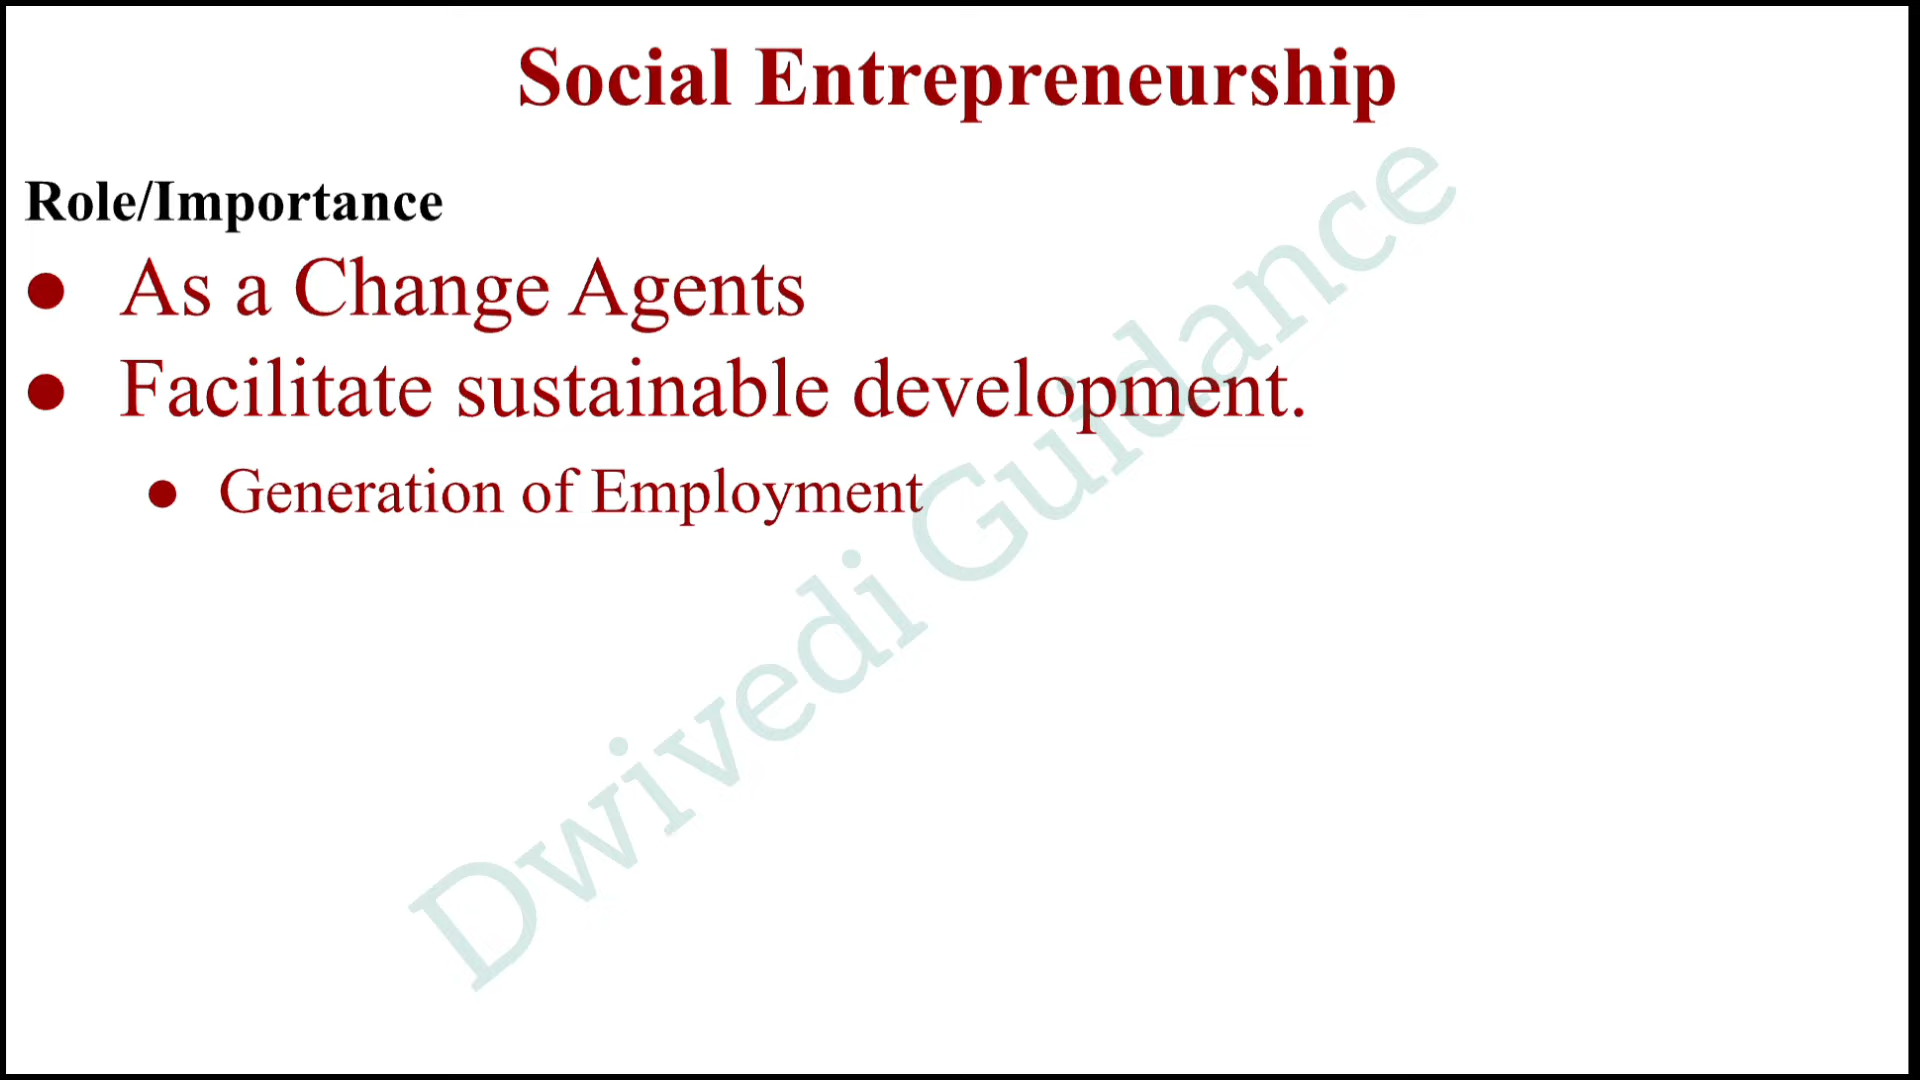 Social Entrepreneurship
Role/Importance
● As a Change Agents
● Facilitate sustainable development.
● Generation of Employment
Dwivedi Guidance